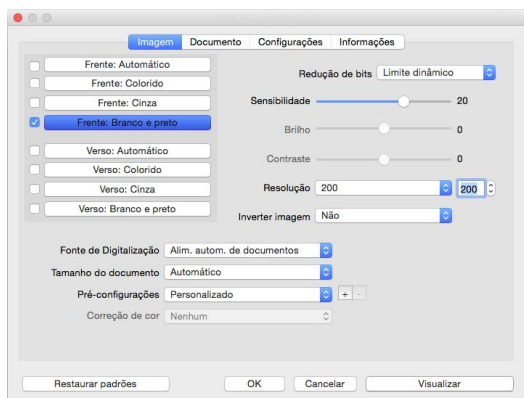 Imagem Documento Configurações Informações
Frente: Automático
Frente: Colorido
Frente: Cinza
Frente: Branco e preto
Verso: Automático
Verso: Colorido
Verso: Cinza
Verso: Branco e preto
Redução de bits Limite dinâmico
Sensibilidade 20
Brilho 0
Contraste 0
Resolução 200 200
Inverter imagem Não
Fonte de Digitalização Alim. autom. de documentos
Tamanho do documento Automático
Pré-configurações Personalizado + -
Correção de cor Nenhum
Restaurar padrões OK Cancelar Visualizar